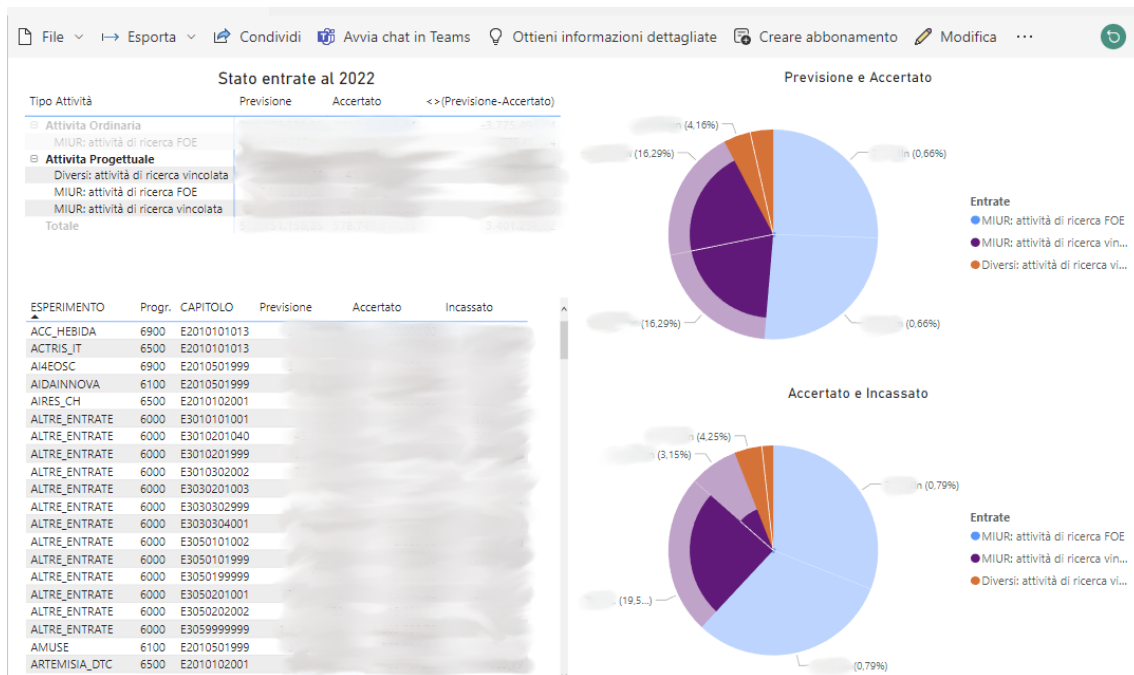 File Esporta Condividi Avvia chat in Teams Ottieni informazioni dettagliate Creare abbonamento Modifica ...
Stato entrate al 2022
Tipo Attività Previsione Accertato <>(Previsione-Accertato)
Attivita Ordinaria
MIUR: attività di ricerca FOE
Attivita Progettuale
Diversi: attività di ricerca vincolata
MIUR: attività di ricerca FOE
MIUR: attività di ricerca vincolata
Totale
ESPERIMENTO Progr. CAPITOLO Previsione Accertato Incassato
ACC_HEBIDA 6900 E2010101013
ACTRIS_IT 6500 E2010101013
AI4EOSC 6900 E2010501999
AIDAINNOVA 6100 E2010501999
AIRES_CH 6500 E2010102001
ALTRE_ENTRATE 6000 E3010101001
ALTRE_ENTRATE 6000 E3010201040
ALTRE_ENTRATE 6000 E3010201999
ALTRE_ENTRATE 6000 E3010302002
ALTRE_ENTRATE 6000 E3030201003
ALTRE_ENTRATE 6000 E3030302999
ALTRE_ENTRATE 6000 E3030304001
ALTRE_ENTRATE 6000 E3050101002
ALTRE_ENTRATE 6000 E3050101999
ALTRE_ENTRATE 6000 E3050199999
ALTRE_ENTRATE 6000 E3050201001
ALTRE_ENTRATE 6000 E3050202002
ALTRE_ENTRATE 6000 E3059999999
AMUSE 6100 E2010501999
ARTEMISIA_DTC 6500 E2010102001
Previsione e Accertato
(4,16%)
(16,29%)
(0,66%)
(16,29%)
(0,66%)
Entrate
MIUR: attività di ricerca FOE
MIUR: attività di ricerca vin...
Diversi: attività di ricerca vi...
Accertato e Incassato
(4,25%)
(3,15%)
(0,79%)
(19,5...)
(0,79%)
Entrate
MIUR: attività di ricerca FOE
MIUR: attività di ricerca vin...
Diversi: attività di ricerca vi...